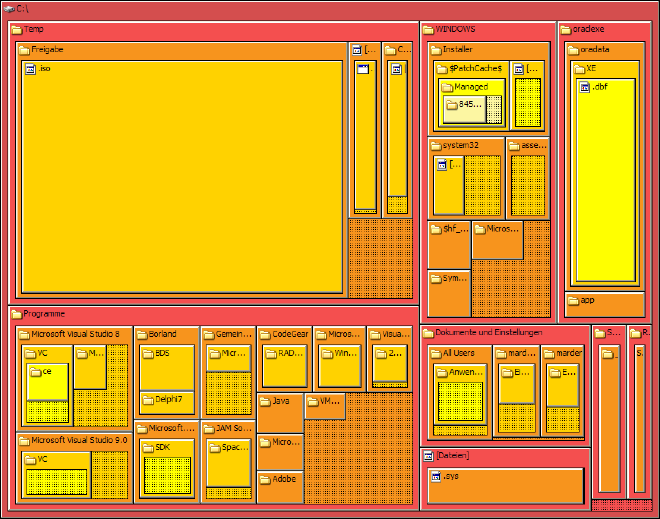 C:\
Temp
Freigabe
.iso
[...
.
C...
WINDOWS
Installer
$PatchCache$
Managed
845...
[...
system32
[...
asse...
$hf_...
Micros...
Sym...
oraclexe
oradata
XE
.dbf
app
Programme
Microsoft Visual Studio 8
VC
ce
M...
Microsoft Visual Studio 9.0
VC
Borland
BDS
Delphi7
Microsoft...
SDK
Gemein...
Micr...
JAM So...
Spac...
CodeGear
RAD...
Micros...
Win...
Visua...
2...
Java
VM...
Micro...
Adobe
Dokumente und Einstellungen
All Users
Anwen...
mard...
Ei...
marder
E...
[Dateien]
.sys
S...
R...
S...